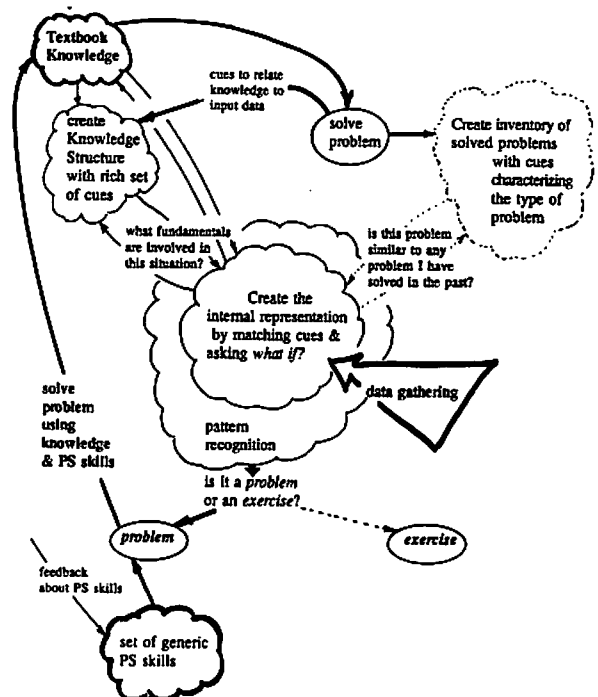 Textbook
Knowledge
cues to relate
knowledge to
input data
create
Knowledge
Structure
with rich set
of cues
solve
problem
Create inventory of
solved problems
with cues
characterizing
the type of
problem
what fundamentals
are involved in
this situation?
is this problem
similar to any
problem I have
solved in the past?
Create the
internal representation
by matching cues &
asking what if?
data gathering
solve
problem
using
knowledge
& PS skills
pattern
recognition
is it a problem
or an exercise?
problem
exercise
feedback
about PS skills
set of generic
PS skills